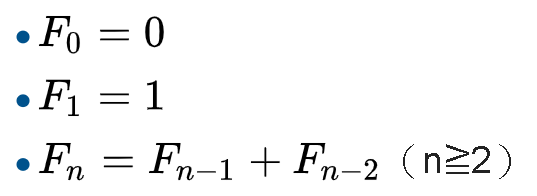 • F₀ = 0
• F₁ = 1
• Fₙ = Fₙ₋₁ + Fₙ₋₂（n≧2）